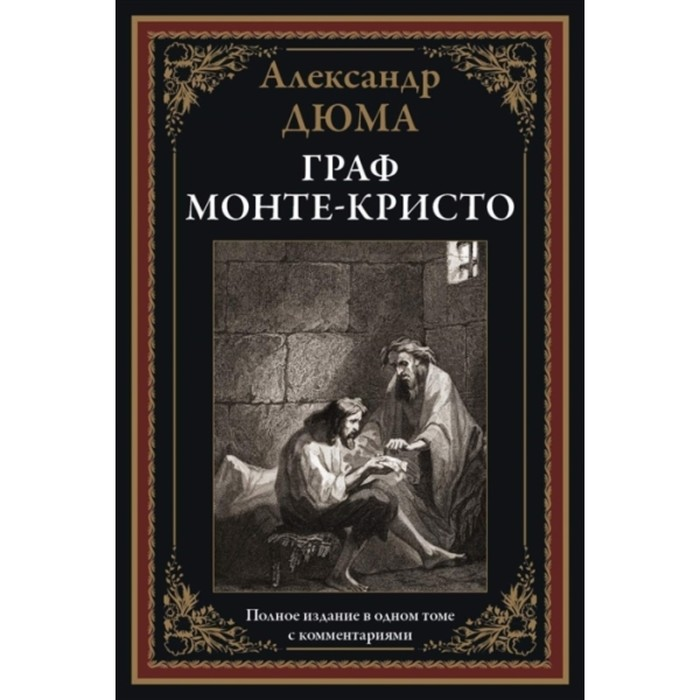 Александр
ДЮМА
ГРАФ
МОНТЕ-КРИСТО
Полное издание в одном томе
с комментариями